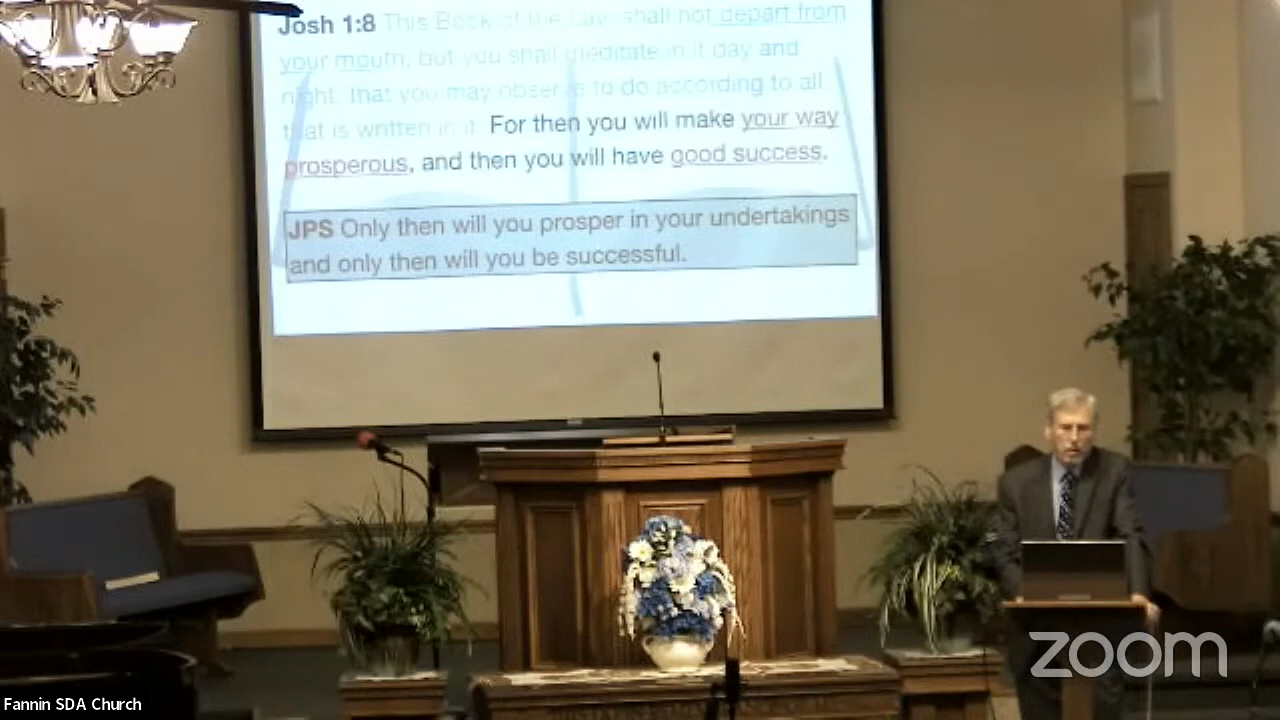 Josh 1:8 This Book of the Law shall not depart from
your mouth, but you shall meditate in it day and
night, that you may observe to do according to all
that is written in it. For then you will make your way
prosperous, and then you will have good success.
JPS Only then will you prosper in your undertakings
and only then will you be successful.
zoom
Fannin SDA Church